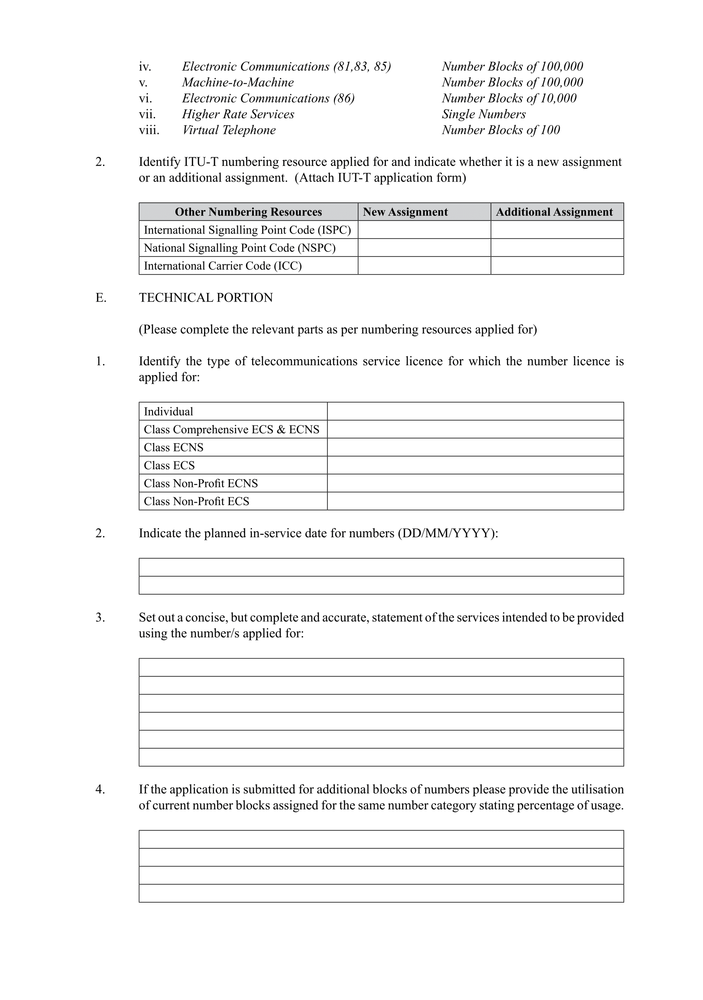 iv. Electronic Communications (81,83, 85) Number Blocks of 100,000
v. Machine-to-Machine Number Blocks of 100,000
vi. Electronic Communications (86) Number Blocks of 10,000
vii. Higher Rate Services Single Numbers
viii. Virtual Telephone Number Blocks of 100
2. Identify ITU-T numbering resource applied for and indicate whether it is a new assignment
or an additional assignment. (Attach IUT-T application form)
Other Numbering Resources New Assignment Additional Assignment
International Signalling Point Code (ISPC)
National Signalling Point Code (NSPC)
International Carrier Code (ICC)
E. TECHNICAL PORTION
(Please complete the relevant parts as per numbering resources applied for)
1. Identify the type of telecommunications service licence for which the number licence is
applied for:
Individual
Class Comprehensive ECS & ECNS
Class ECNS
Class ECS
Class Non-Profit ECNS
Class Non-Profit ECS
2. Indicate the planned in-service date for numbers (DD/MM/YYYY):
3. Set out a concise, but complete and accurate, statement of the services intended to be provided
using the number/s applied for:
4. If the application is submitted for additional blocks of numbers please provide the utilisation
of current number blocks assigned for the same number category stating percentage of usage.